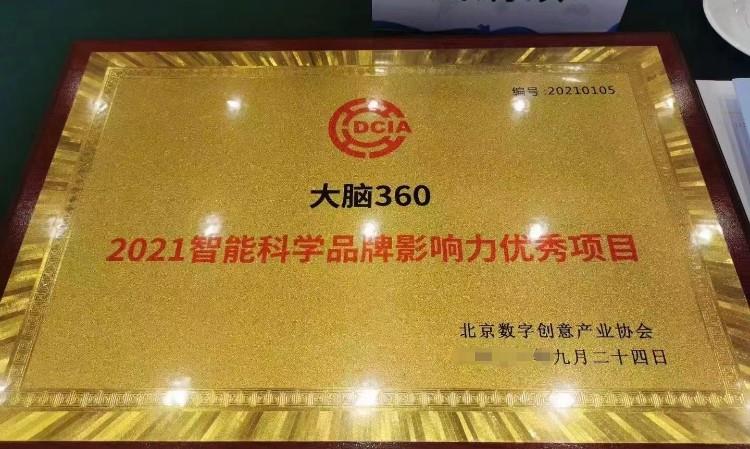 编号:20210105
DCIA
大脑360
2021智能科学品牌影响力优秀项目
北京数字创意产业协会
年九月二十四日